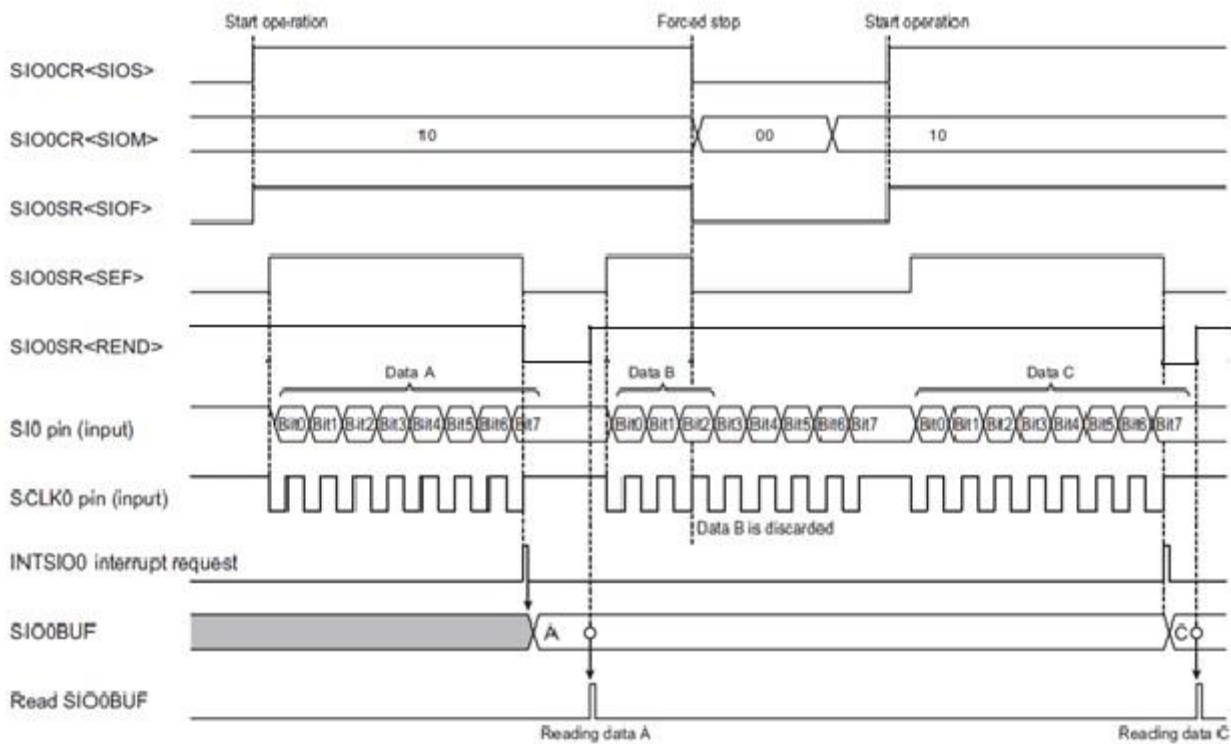 Start operation Forced stop Start operation
SIO0CR<SIOS>
SIO0CR<SIOM> 10 00 10
SIO0SR<SIOF>
SIO0SR<SEF>
SIO0SR<REND>
Data A Data B Data C
SI0 pin (input) Bit0 Bit1 Bit2 Bit3 Bit4 Bit5 Bit6 Bit7 Bit0 Bit1 Bit2 Bit3 Bit4 Bit5 Bit6 Bit7 Bit0 Bit1 Bit2 Bit3 Bit4 Bit5 Bit6 Bit7
SCLK0 pin (input)
Data B is discarded
INTSIO0 interrupt request
SIO0BUF A C
Read SIO0BUF
Reading data A Reading data C